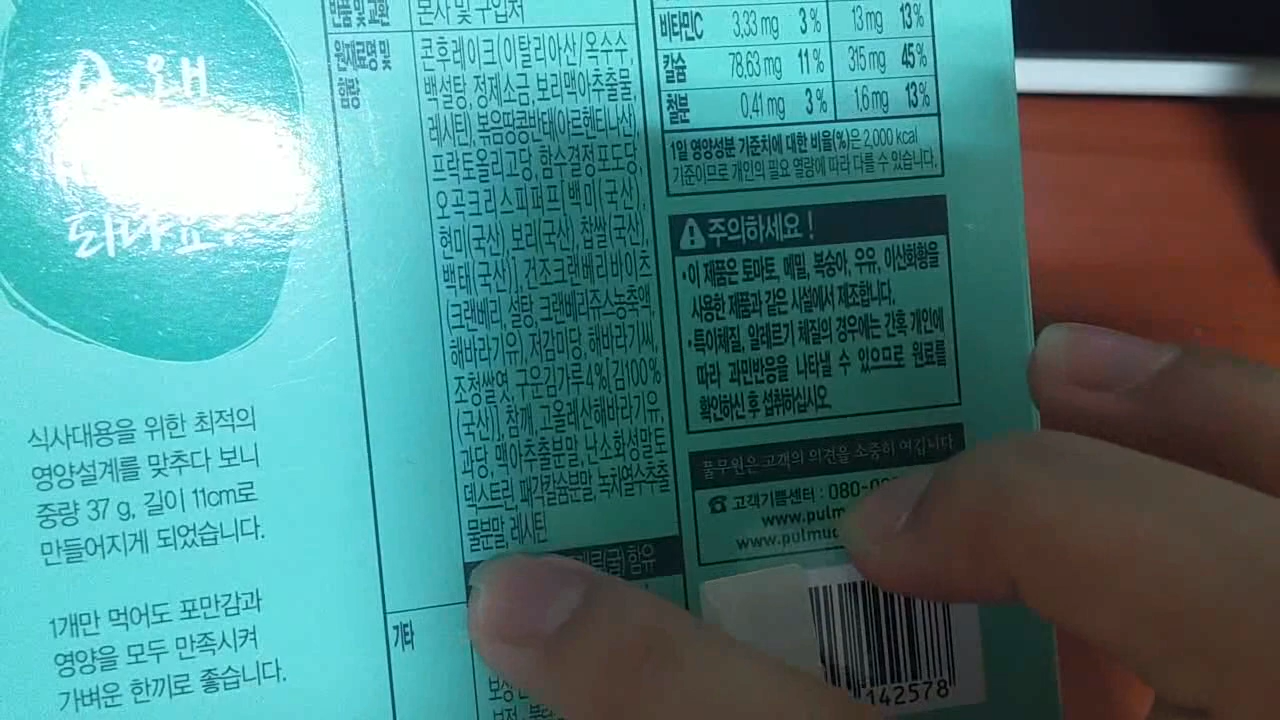 왜
되나요?
식사대용을 위한 최적의
영양설계를 맞추다 보니
중량 37 g, 길이 11cm로
만들어지게 되었습니다.
1개만 먹어도 포만감과
영양을 모두 만족시켜
가벼운 한끼로 좋습니다.
반품 및 교환 본사 및 구입처
원재료명 및
함량
콘후레이크(이탈리아산/옥수수,
백설탕, 정제소금, 보리맥아추출물,
레시틴), 볶음땅콩반태(아르헨티나산),
프락토올리고당, 함수결정포도당,
오곡크리스피퍼프[백미(국산),
현미(국산), 보리(국산), 찹쌀(국산),
백태(국산)], 건조크랜베리바이츠
(크랜베리, 설탕, 크랜베리쥬스농축액,
해바라기유), 저감미당, 해바라기씨,
조청쌀엿, 구운김가루4%[김100%
(국산)], 참깨, 고올레산해바라기유,
과당, 맥아추출분말, 난소화성말토
덱스트린, 패각칼슘분말, 녹차열수추출
물분말, 레시틴
(굴) 함유
기타
비타민C 3.33 mg 3 % 13 mg 13 %
칼슘 78.63 mg 11 % 315 mg 45 %
철분 0.41 mg 3 % 1.6 mg 13 %
1일 영양성분 기준치에 대한 비율(%)은 2,000 kcal
기준이므로 개인의 필요 열량에 따라 다를 수 있습니다.
주의하세요 !
•이 제품은 토마토, 메밀, 복숭아, 우유, 이산화황을
사용한 제품과 같은 시설에서 제조합니다.
•특이체질, 알레르기 체질의 경우에는 간혹 개인에
따라 과민반응을 나타낼 수 있으므로 원료를
확인하신 후 섭취하십시오.
풀무원은 고객의 의견을 소중히 여깁니다
고객기쁨센터 : 080-02
www.pulm
www.pulmu
142578